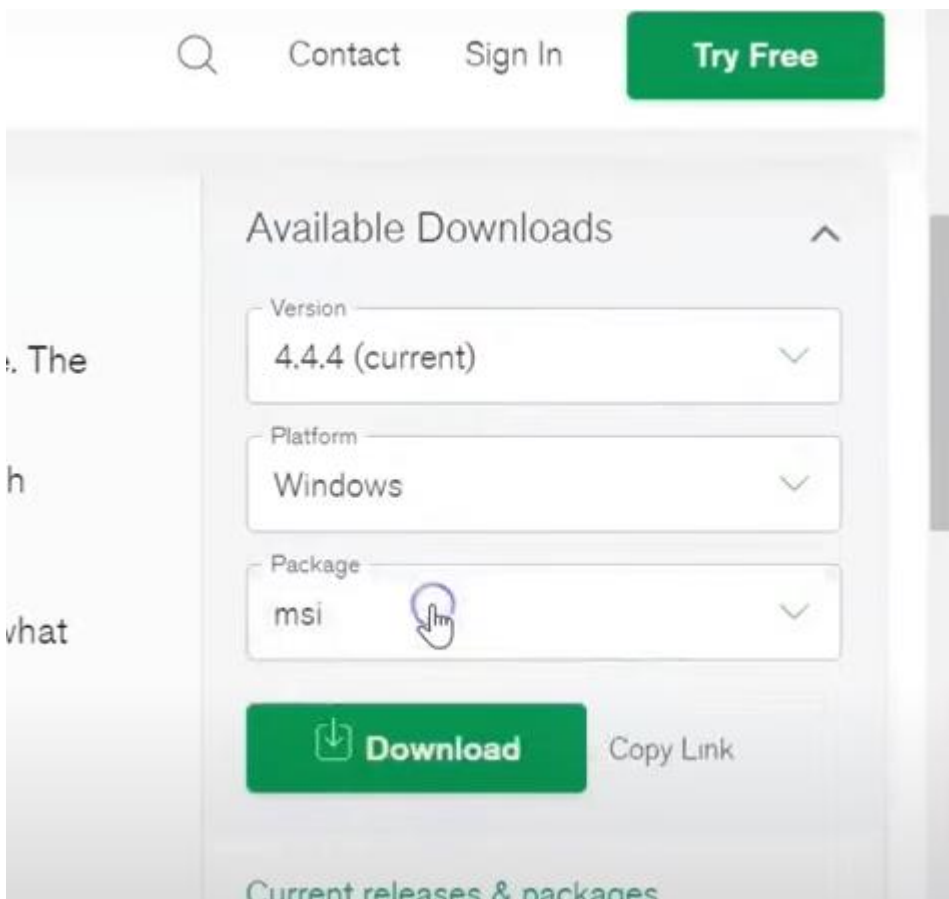 Contact Sign In Try Free
Available Downloads
Version
. The
4.4.4 (current)
Platform
h
Windows
Package
msi
what
Download Copy Link
Current releases & packages